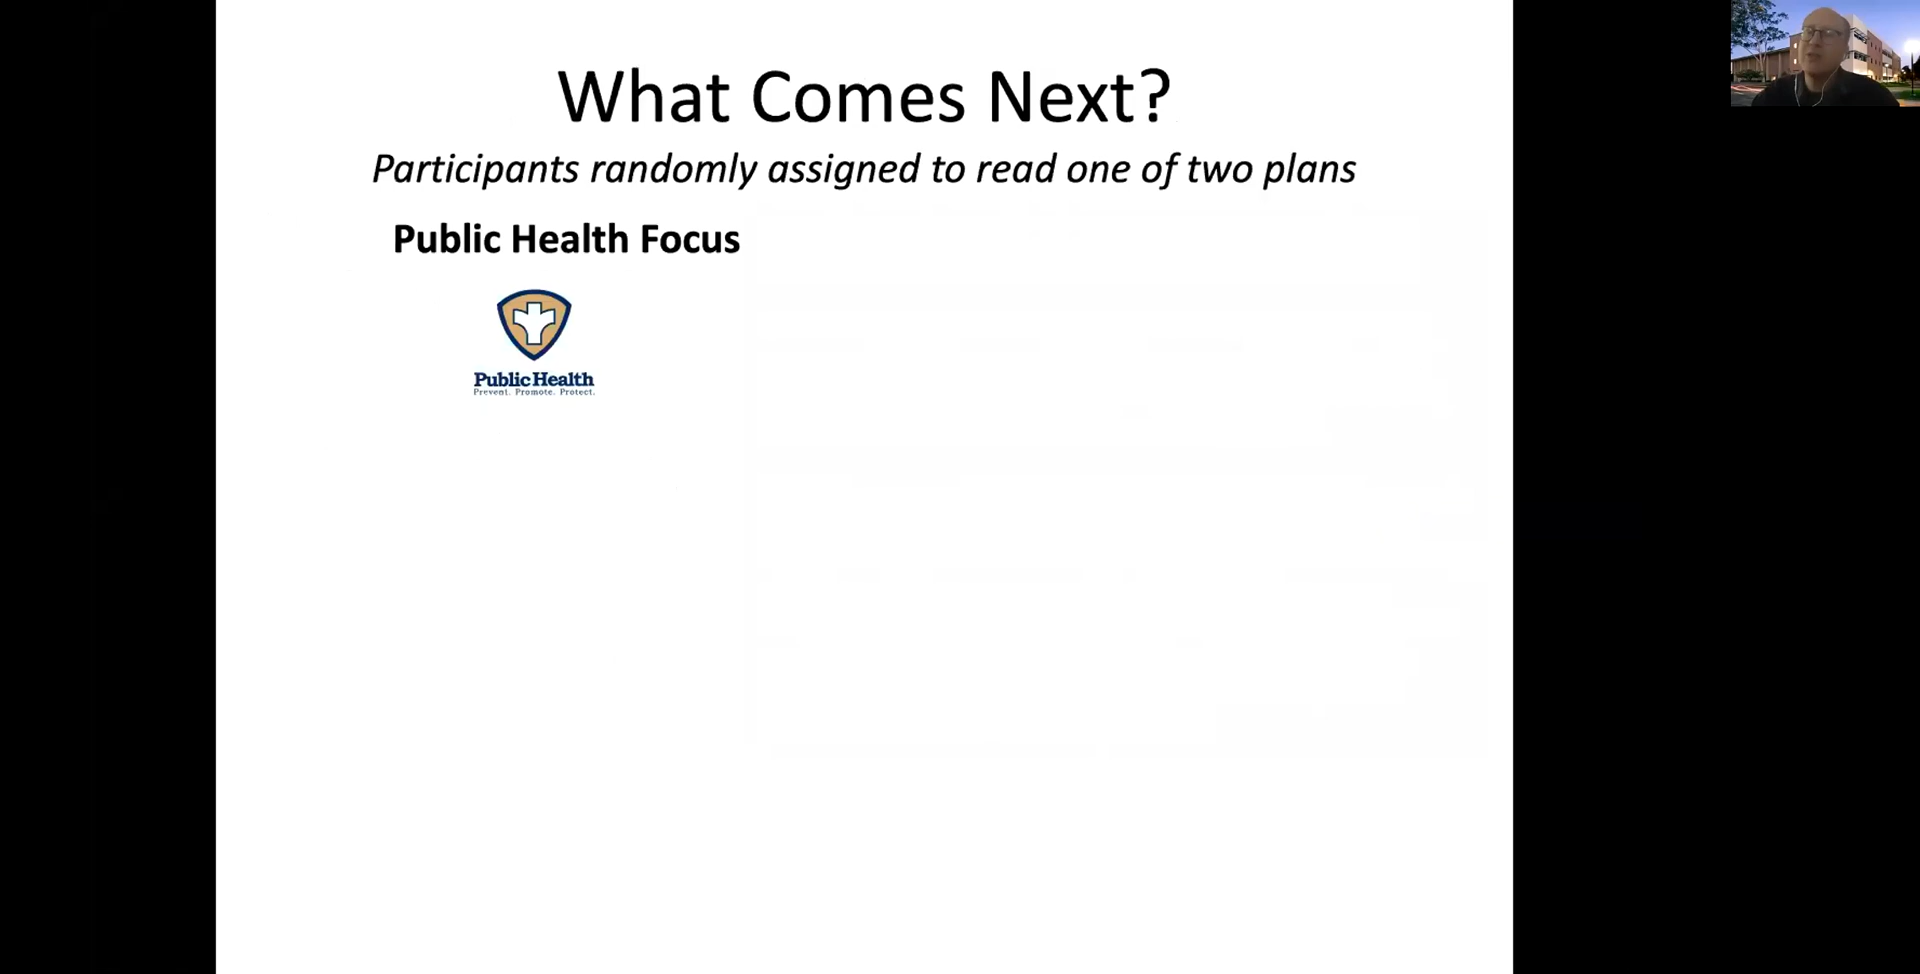 What Comes Next?
Participants randomly assigned to read one of two plans
Public Health Focus
Public Health
Prevent. Promote. Protect.